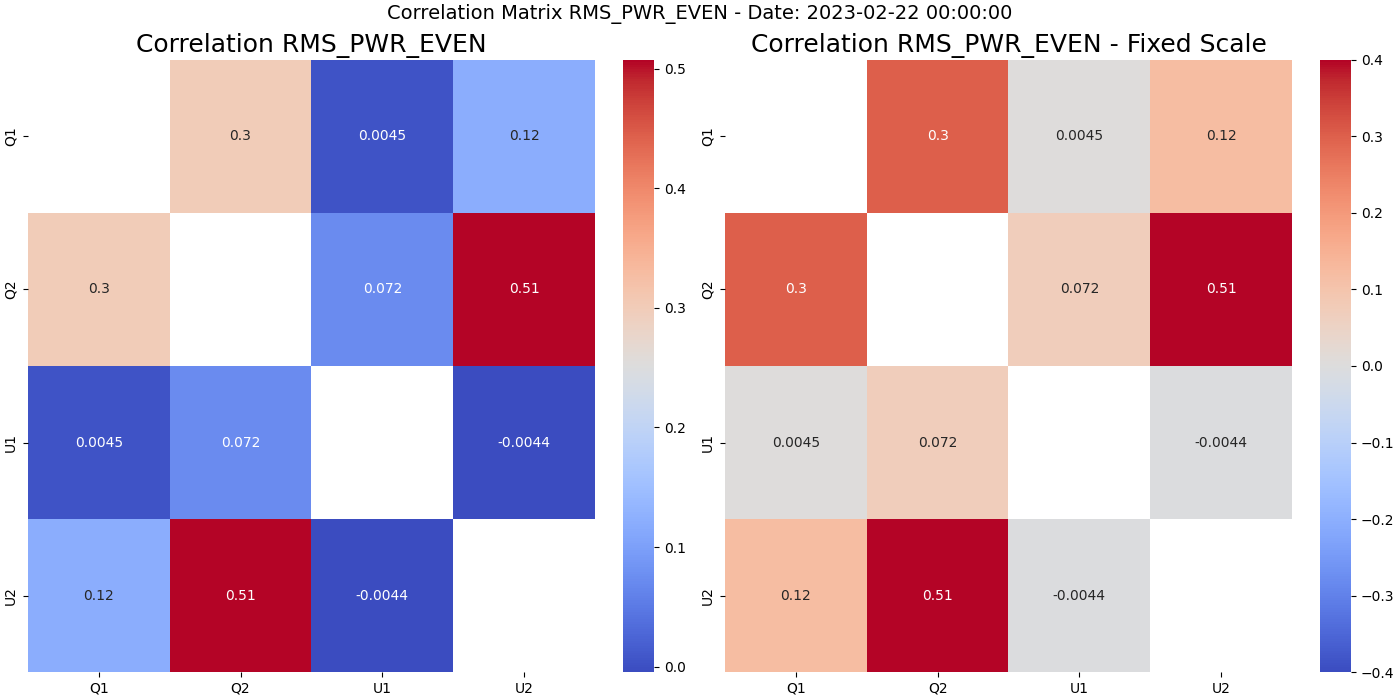 Correlation Matrix RMS_PWR_EVEN - Date: 2023-02-22 00:00:00
Correlation RMS_PWR_EVEN
Q1
0.3
0.0045
0.12
Q2
0.3
0.072
0.51
U1
0.0045
0.072
-0.0044
U2
0.12
0.51
-0.0044
Q1
Q2
U1
U2
0.5
0.4
0.3
0.2
0.1
0.0
Correlation RMS_PWR_EVEN - Fixed Scale
Q1
0.3
0.0045
0.12
Q2
0.3
0.072
0.51
U1
0.0045
0.072
-0.0044
U2
0.12
0.51
-0.0044
Q1
Q2
U1
U2
0.4
0.3
0.2
0.1
0.0
−0.1
−0.2
−0.3
−0.4